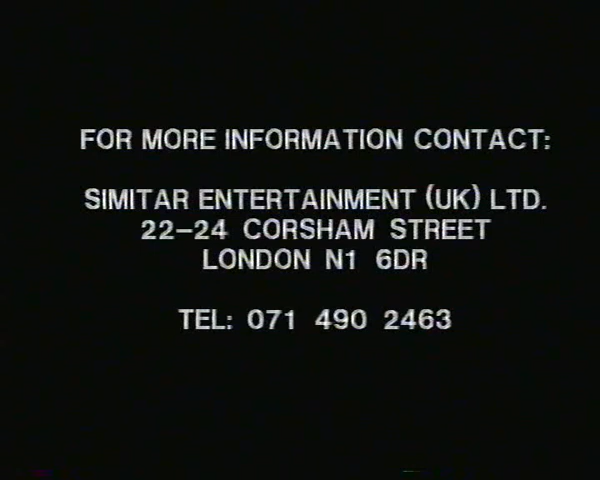 FOR MORE INFORMATION CONTACT:
SIMITAR ENTERTAINMENT (UK) LTD.
22-24 CORSHAM STREET
LONDON N1 6DR
TEL: 071 490 2463